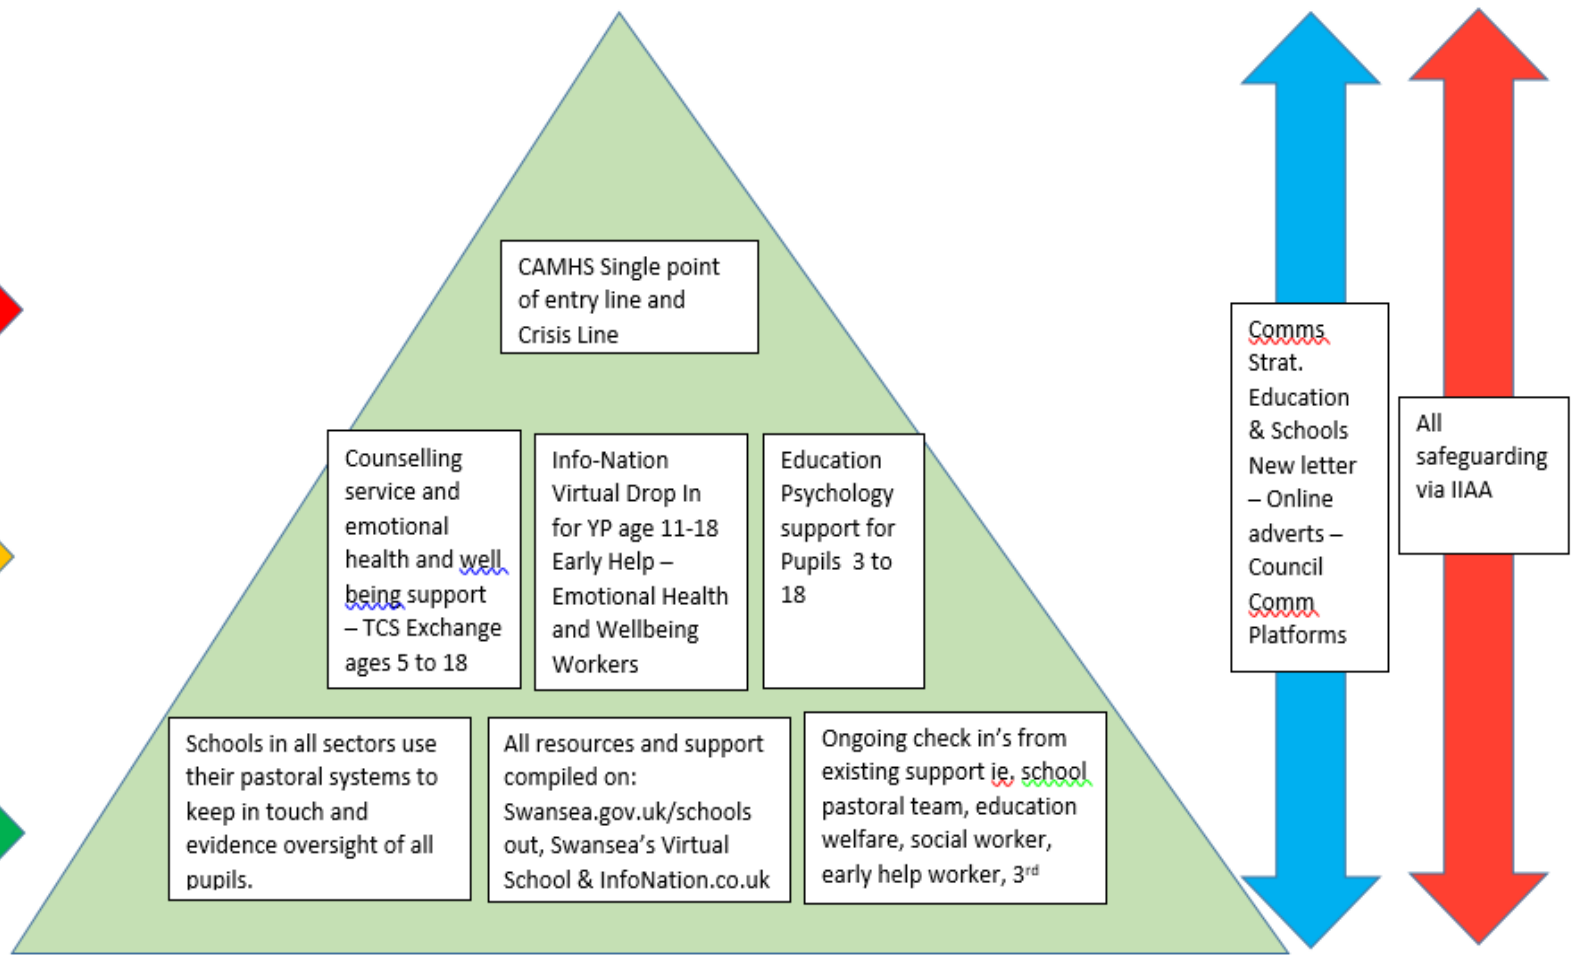 CAMHS Single point
of entry line and
Crisis Line
Counselling
service and
emotional
health and well
being support
– TCS Exchange
ages 5 to 18
Info-Nation
Virtual Drop In
for YP age 11-18
Early Help –
Emotional Health
and Wellbeing
Workers
Education
Psychology
support for
Pupils  3 to
18
Schools in all sectors use
their pastoral systems to
keep in touch and
evidence oversight of all
pupils.
All resources and support
compiled on:
Swansea.gov.uk/schools
out, Swansea’s Virtual
School & InfoNation.co.uk
Ongoing check in’s from
existing support ie. school
pastoral team, education
welfare, social worker,
early help worker, 3rd
Comms
Strat.
Education
& Schools
New letter
– Online
adverts –
Council
Comm
Platforms
All
safeguarding
via IIAA